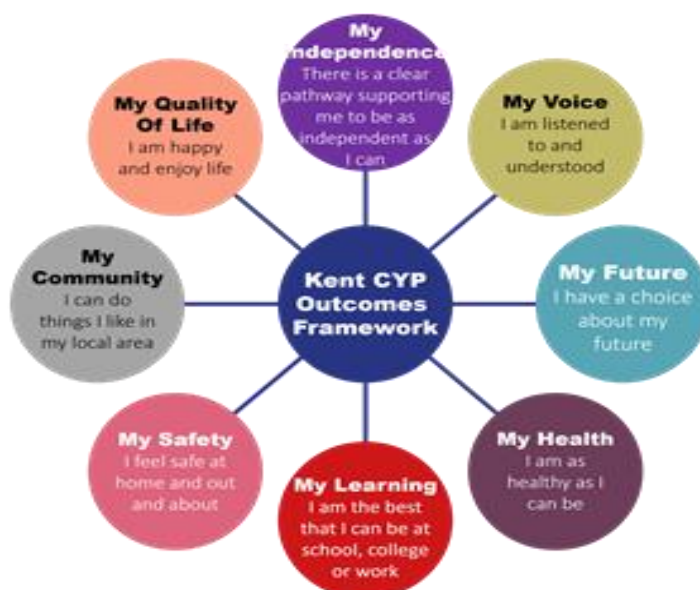 My
Independence
There is a clear
pathway supporting
me to be as
independent as
I can
My Voice
I am listened
to and
understood
My Future
I have a choice
about my
future
My Health
I am as
healthy as I
can be
My Learning
I am the best
that I can be at
school, college
or work
My Safety
I feel safe at
home and out
and about
My
Community
I can do
things I like in
my local area
My Quality
Of Life
I am happy
and enjoy life
Kent CYP
Outcomes
Framework